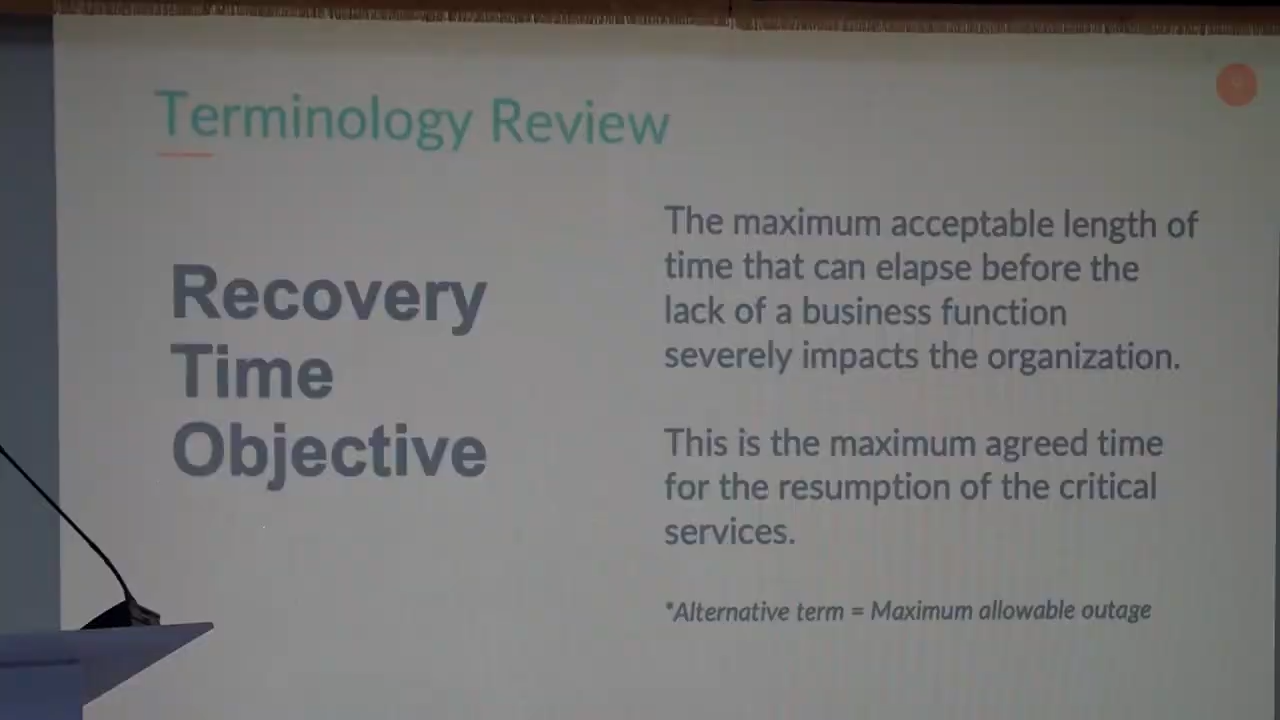 Terminology Review
Recovery
Time
Objective
The maximum acceptable length of
time that can elapse before the
lack of a business function
severely impacts the organization.
This is the maximum agreed time
for the resumption of the critical
services.
*Alternative term = Maximum allowable outage